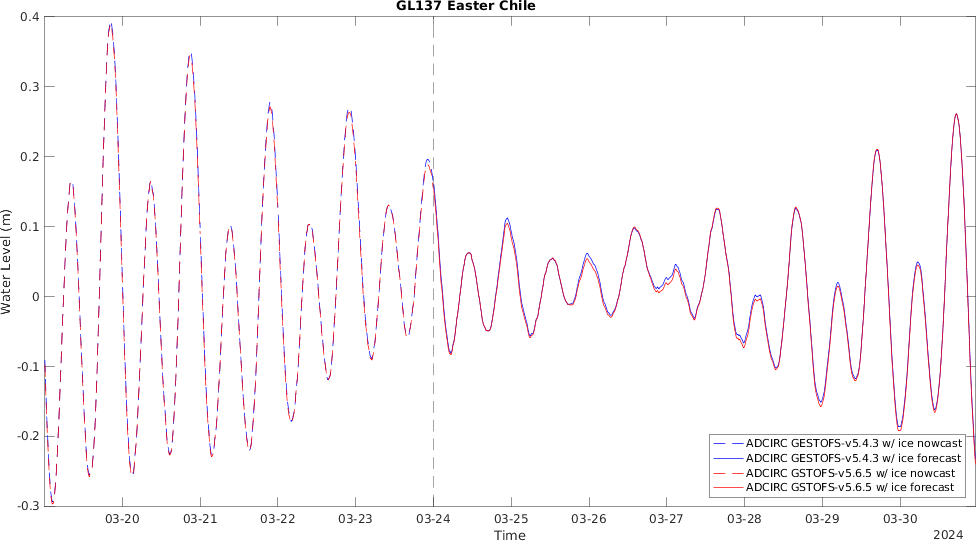 GL137 Easter Chile
0.4
0.3
0.2
0.1
0
-0.1
-0.2
-0.3
Water Level (m)
ADCIRC GESTOFS-v5.4.3 w/ ice nowcast
ADCIRC GESTOFS-v5.4.3 w/ ice forecast
ADCIRC GSTOFS-v5.6.5 w/ ice nowcast
ADCIRC GSTOFS-v5.6.5 w/ ice forecast
03-20 03-21 03-22 03-23 03-24 03-25 03-26 03-27 03-28 03-29 03-30
Time
2024